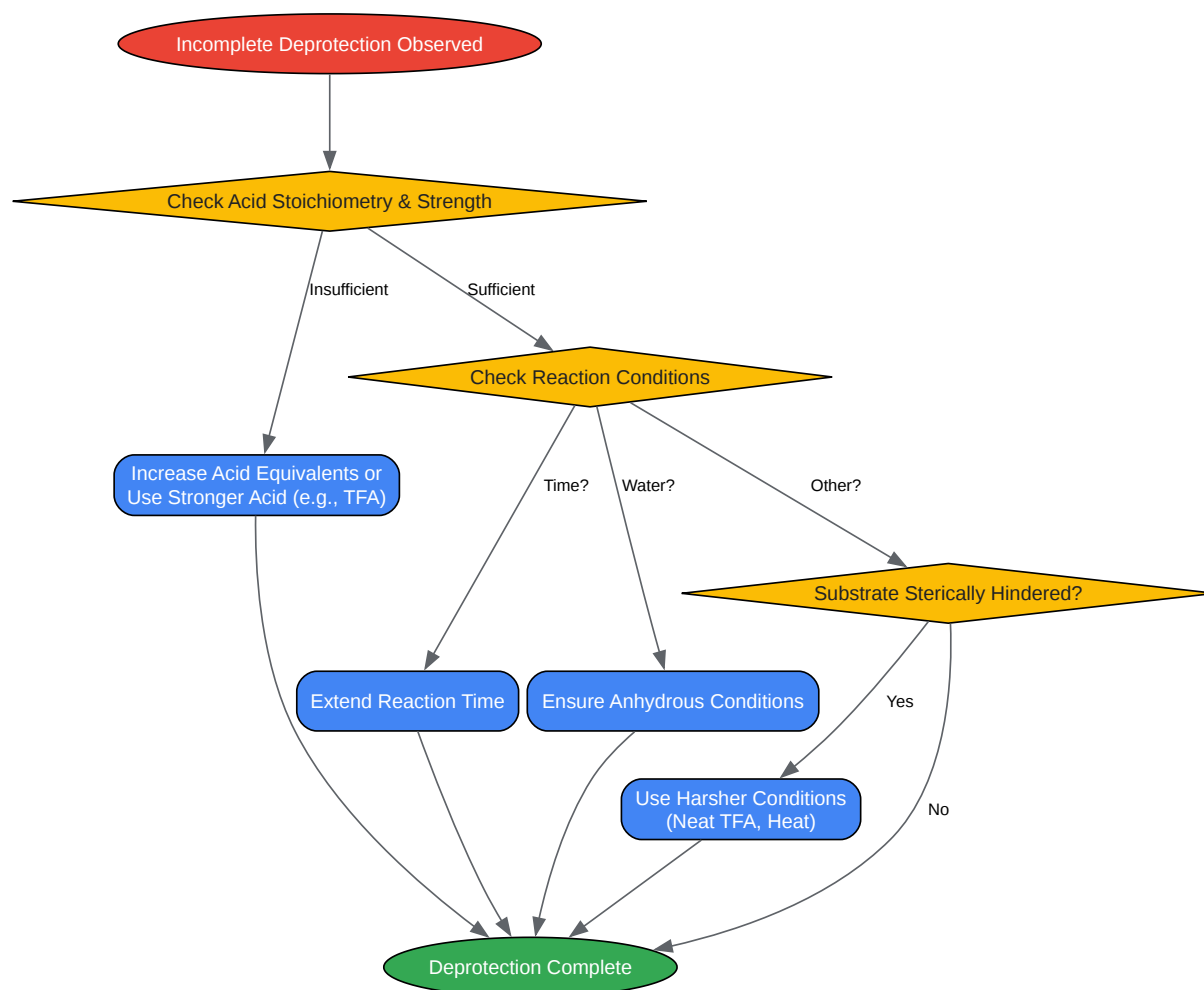 Incomplete Deprotection Observed
Check Acid Stoichiometry & Strength
Insufficient
Sufficient
Check Reaction Conditions
Increase Acid Equivalents or
Use Stronger Acid (e.g., TFA)
Time?
Water?
Other?
Substrate Sterically Hindered?
Extend Reaction Time
Ensure Anhydrous Conditions
Yes
Use Harsher Conditions
(Neat TFA, Heat)
No
Deprotection Complete